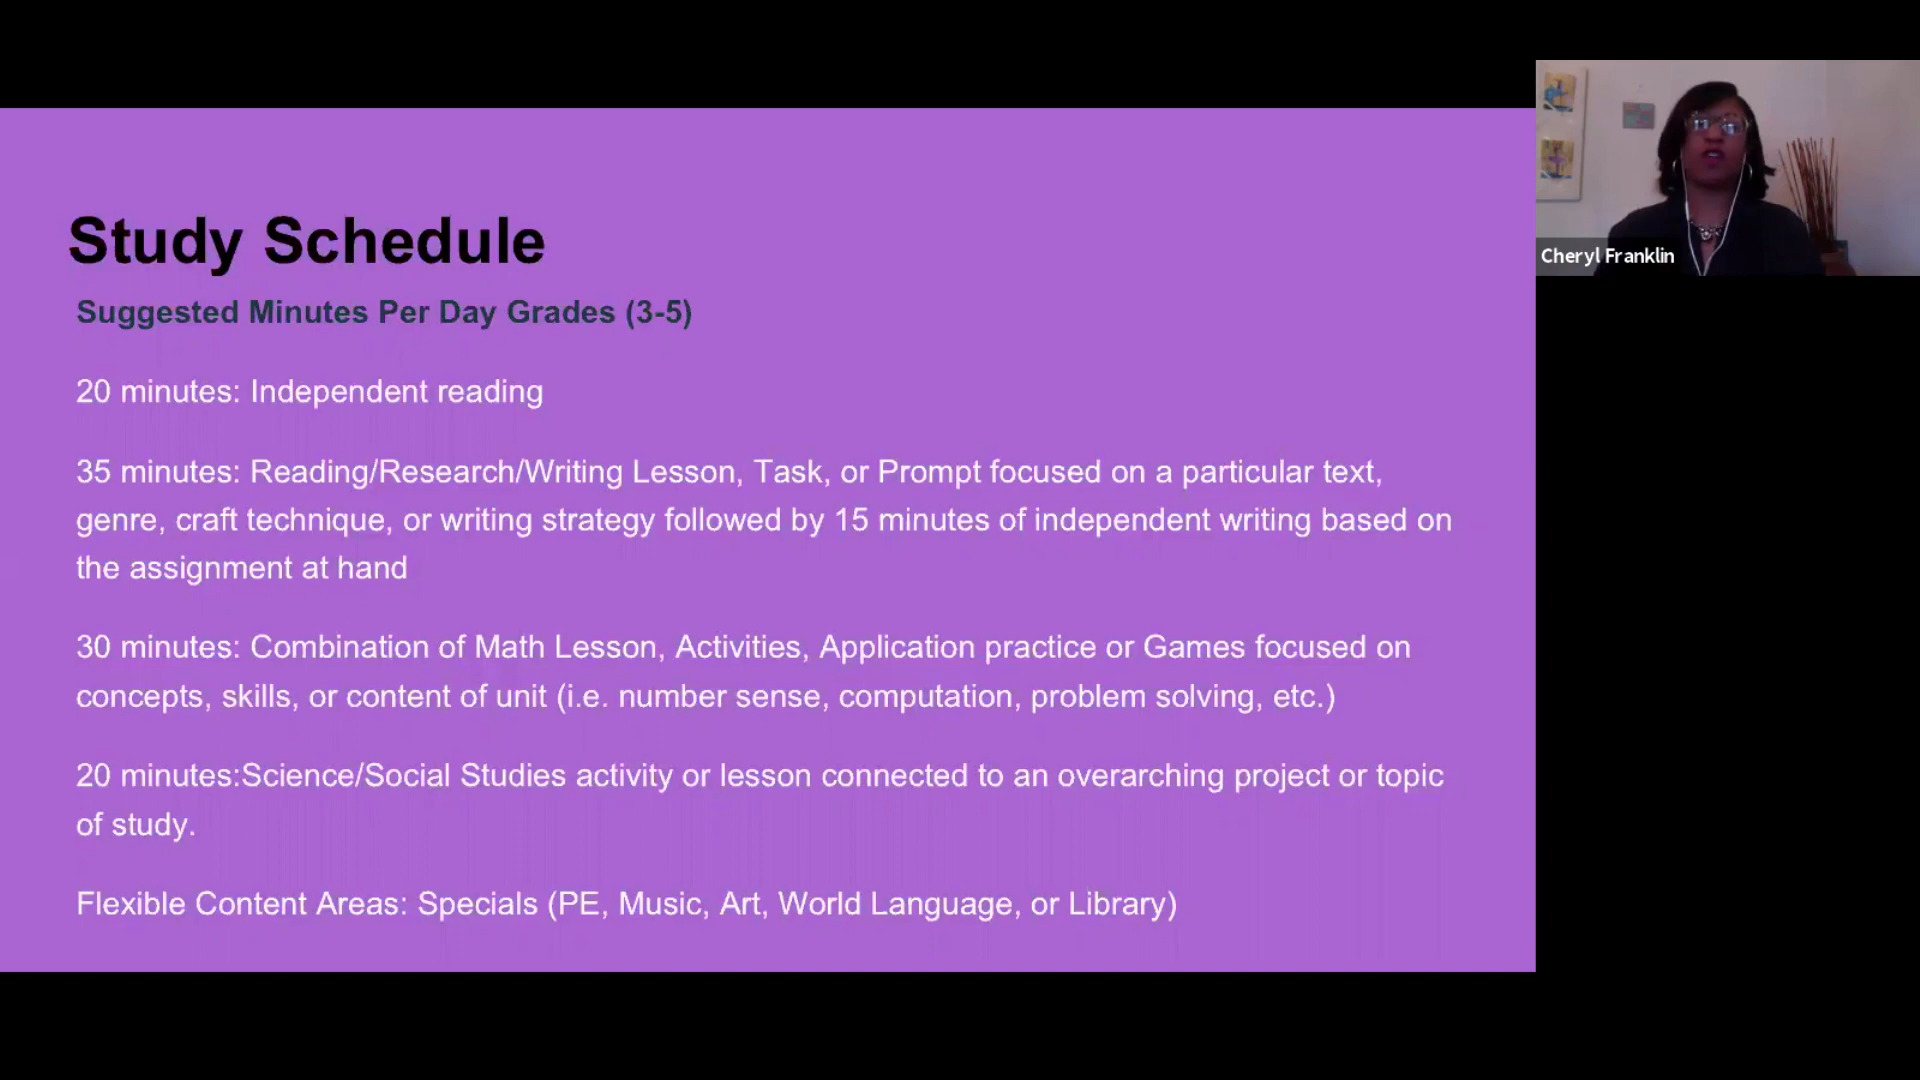 Study Schedule
Suggested Minutes Per Day Grades (3-5)
20 minutes: Independent reading
35 minutes: Reading/Research/Writing Lesson, Task, or Prompt focused on a particular text,
genre, craft technique, or writing strategy followed by 15 minutes of independent writing based on
the assignment at hand
30 minutes: Combination of Math Lesson, Activities, Application practice or Games focused on
concepts, skills, or content of unit (i.e. number sense, computation, problem solving, etc.)
20 minutes:Science/Social Studies activity or lesson connected to an overarching project or topic
of study.
Flexible Content Areas: Specials (PE, Music, Art, World Language, or Library)
Cheryl Franklin